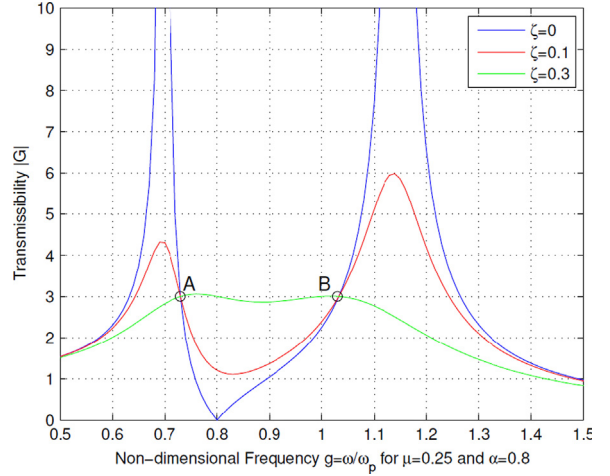 10
9
8
7
6
5
4
3
2
1
0
Transmissibility |G|
ζ=0
ζ=0.1
ζ=0.3
A
B
0.5 0.6 0.7 0.8 0.9 1 1.1 1.2 1.3 1.4 1.5
Non-dimensional Frequency g=ω/ωp for μ=0.25 and α=0.8